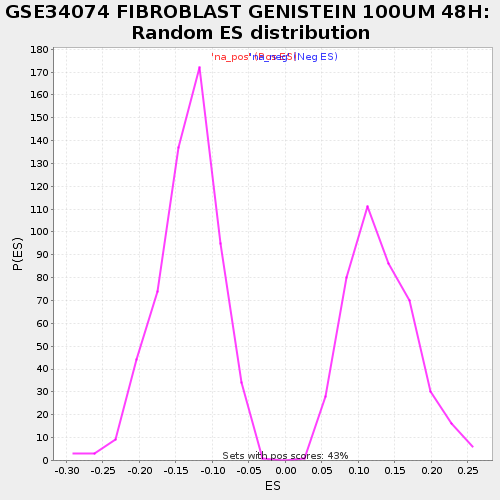 GSE34074 FIBROBLAST GENISTEIN 100UM 48H:
Random ES distribution
'na_pos' (Pos ES) 'na_neg' (Neg ES)
180
170
160
150
140
130
120
110
100
90
80
70
60
50
40
30
20
10
0
P(ES)
Sets with pos scores: 43%
-0.30 -0.25 -0.20 -0.15 -0.10 -0.05 0.00 0.05 0.10 0.15 0.20 0.25
ES